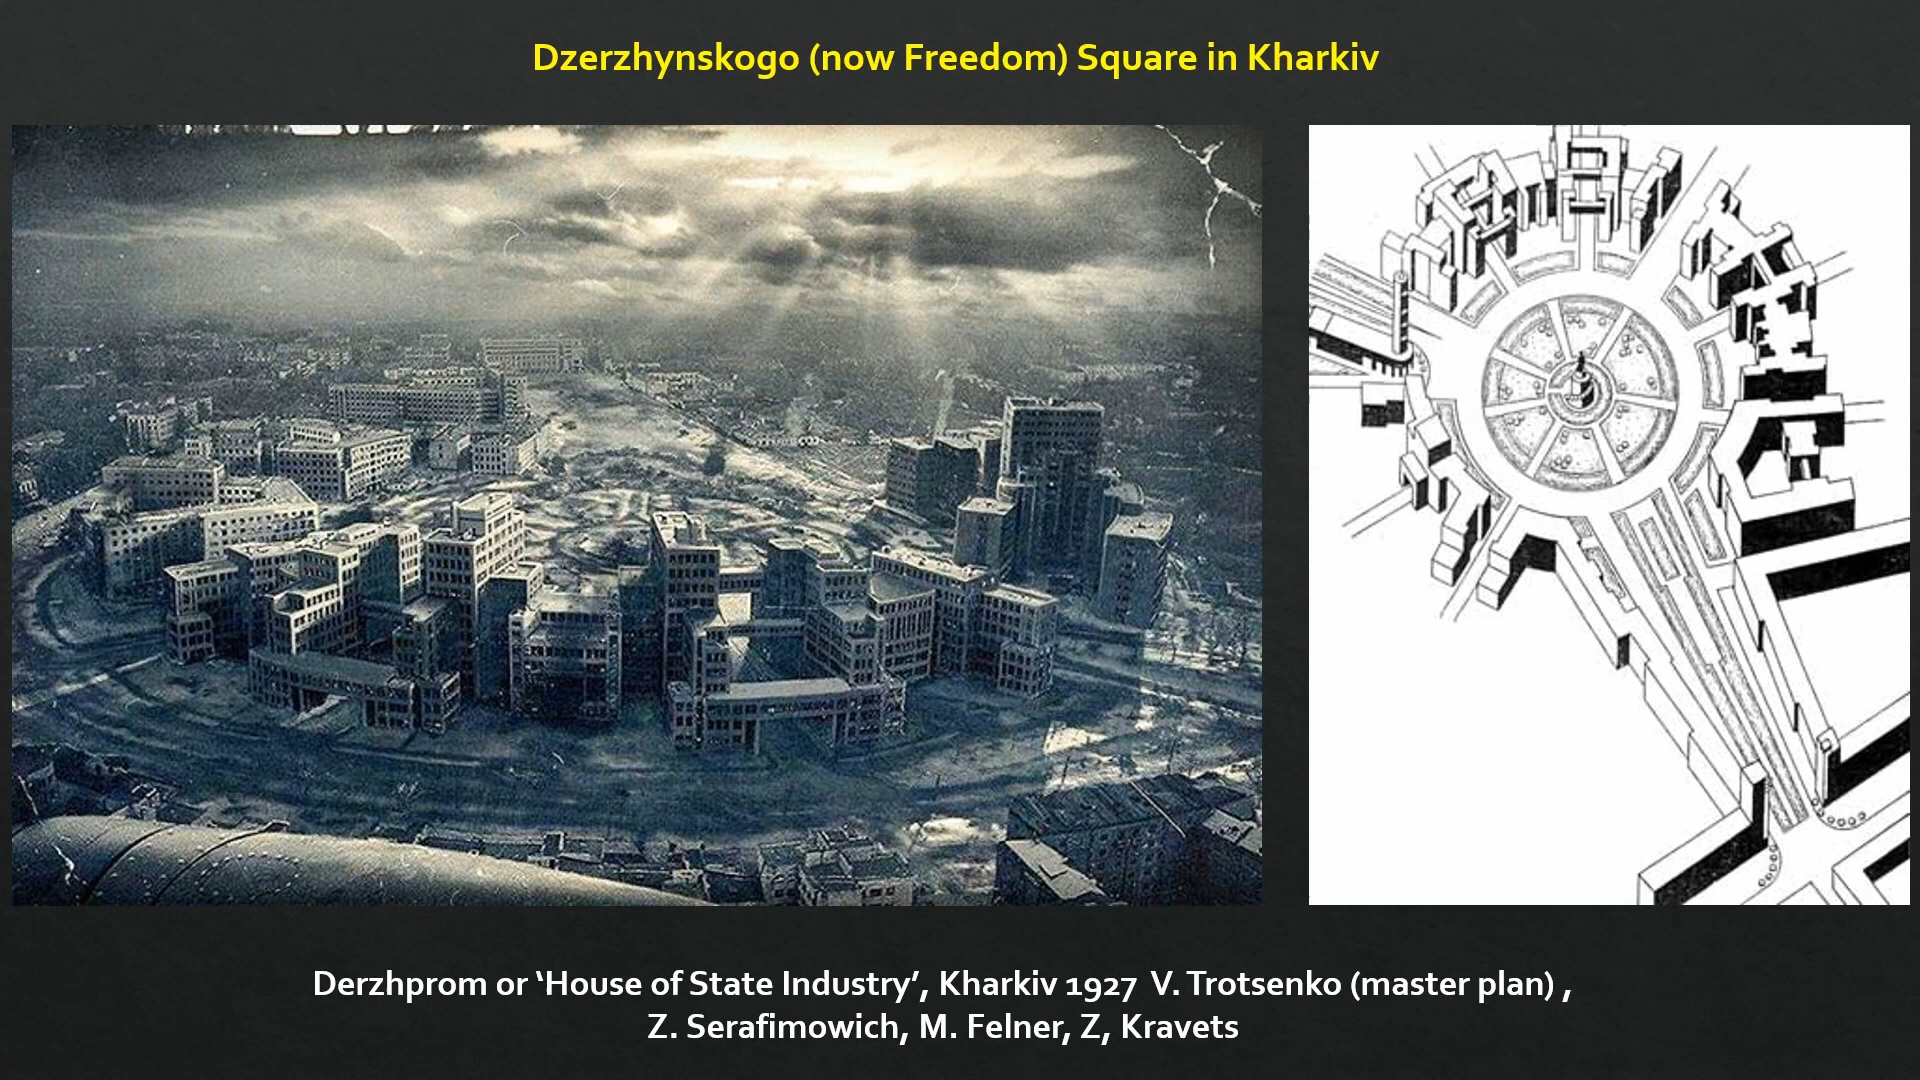 Dzerzhynskogo (now Freedom) Square in Kharkiv
Derzhprom or ‘House of State Industry’, Kharkiv 1927 V. Trotsenko (master plan) ,
Z. Serafimowich, M. Felner, Z, Kravets